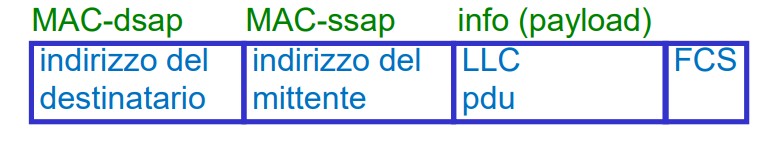 MAC-dsap MAC-ssap info (payload)
indirizzo del indirizzo del LLC FCS
destinatario mittente pdu